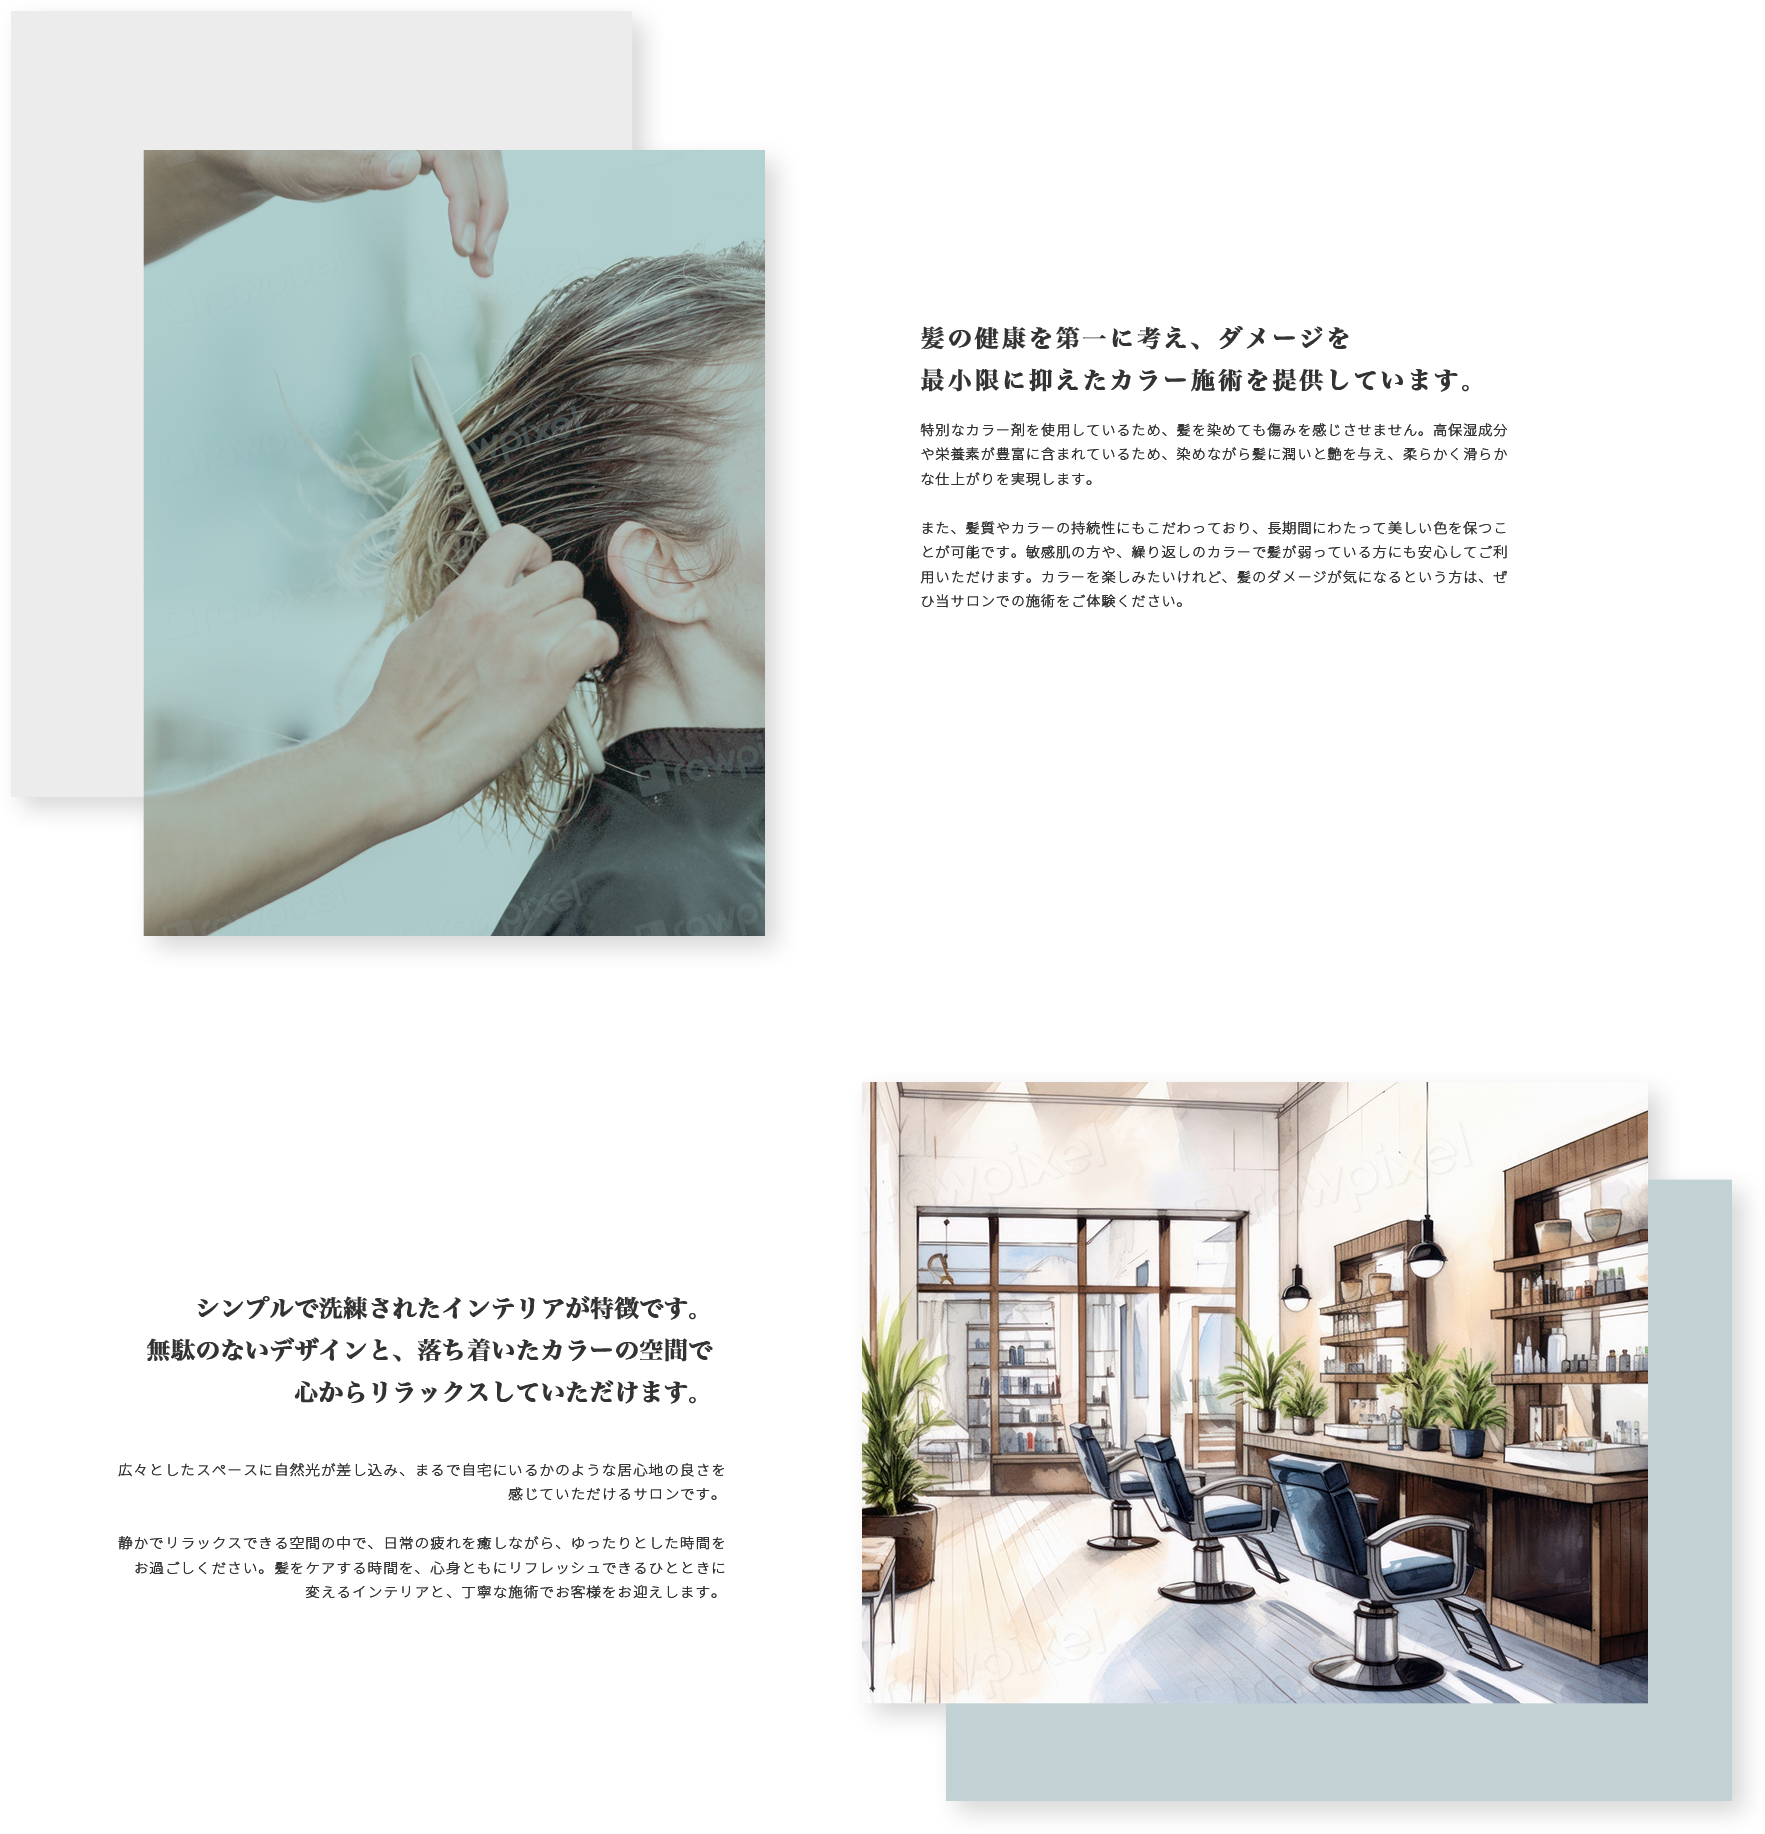 髪の健康を第一に考え、ダメージを
最小限に抑えたカラー施術を提供しています。
特別なカラー剤を使用しているため、髪を染めても傷みを感じさせません。高保湿成分
や栄養素が豊富に含まれているため、染めながら髪に潤いと艶を与え、柔らかく滑らか
な仕上がりを実現します。
また、髪質やカラーの持続性にもこだわっており、長期間にわたって美しい色を保つこ
とが可能です。敏感肌の方や、繰り返しのカラーで髪が弱っている方にも安心してご利
用いただけます。カラーを楽しみたいけれど、髪のダメージが気になるという方は、ぜ
ひ当サロンでの施術をご体験ください。
シンプルで洗練されたインテリアが特徴です。
無駄のないデザインと、落ち着いたカラーの空間で
心からリラックスしていただけます。
広々としたスペースに自然光が差し込み、まるで自宅にいるかのような居心地の良さを
感じていただけるサロンです。
静かでリラックスできる空間の中で、日常の疲れを癒しながら、ゆったりとした時間を
お過ごしください。髪をケアする時間を、心身ともにリフレッシュできるひとときに
変えるインテリアと、丁寧な施術でお客様をお迎えします。